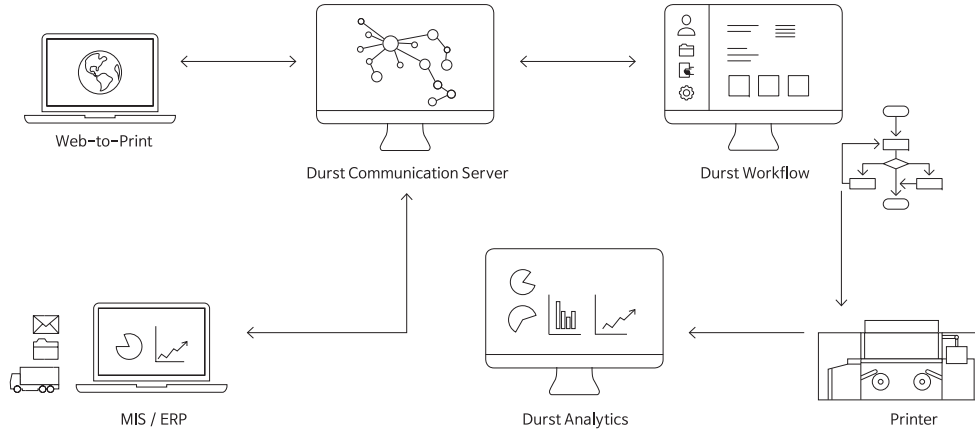 Web-to-Print
Durst Communication Server
Durst Workflow
MIS / ERP
Durst Analytics
Printer